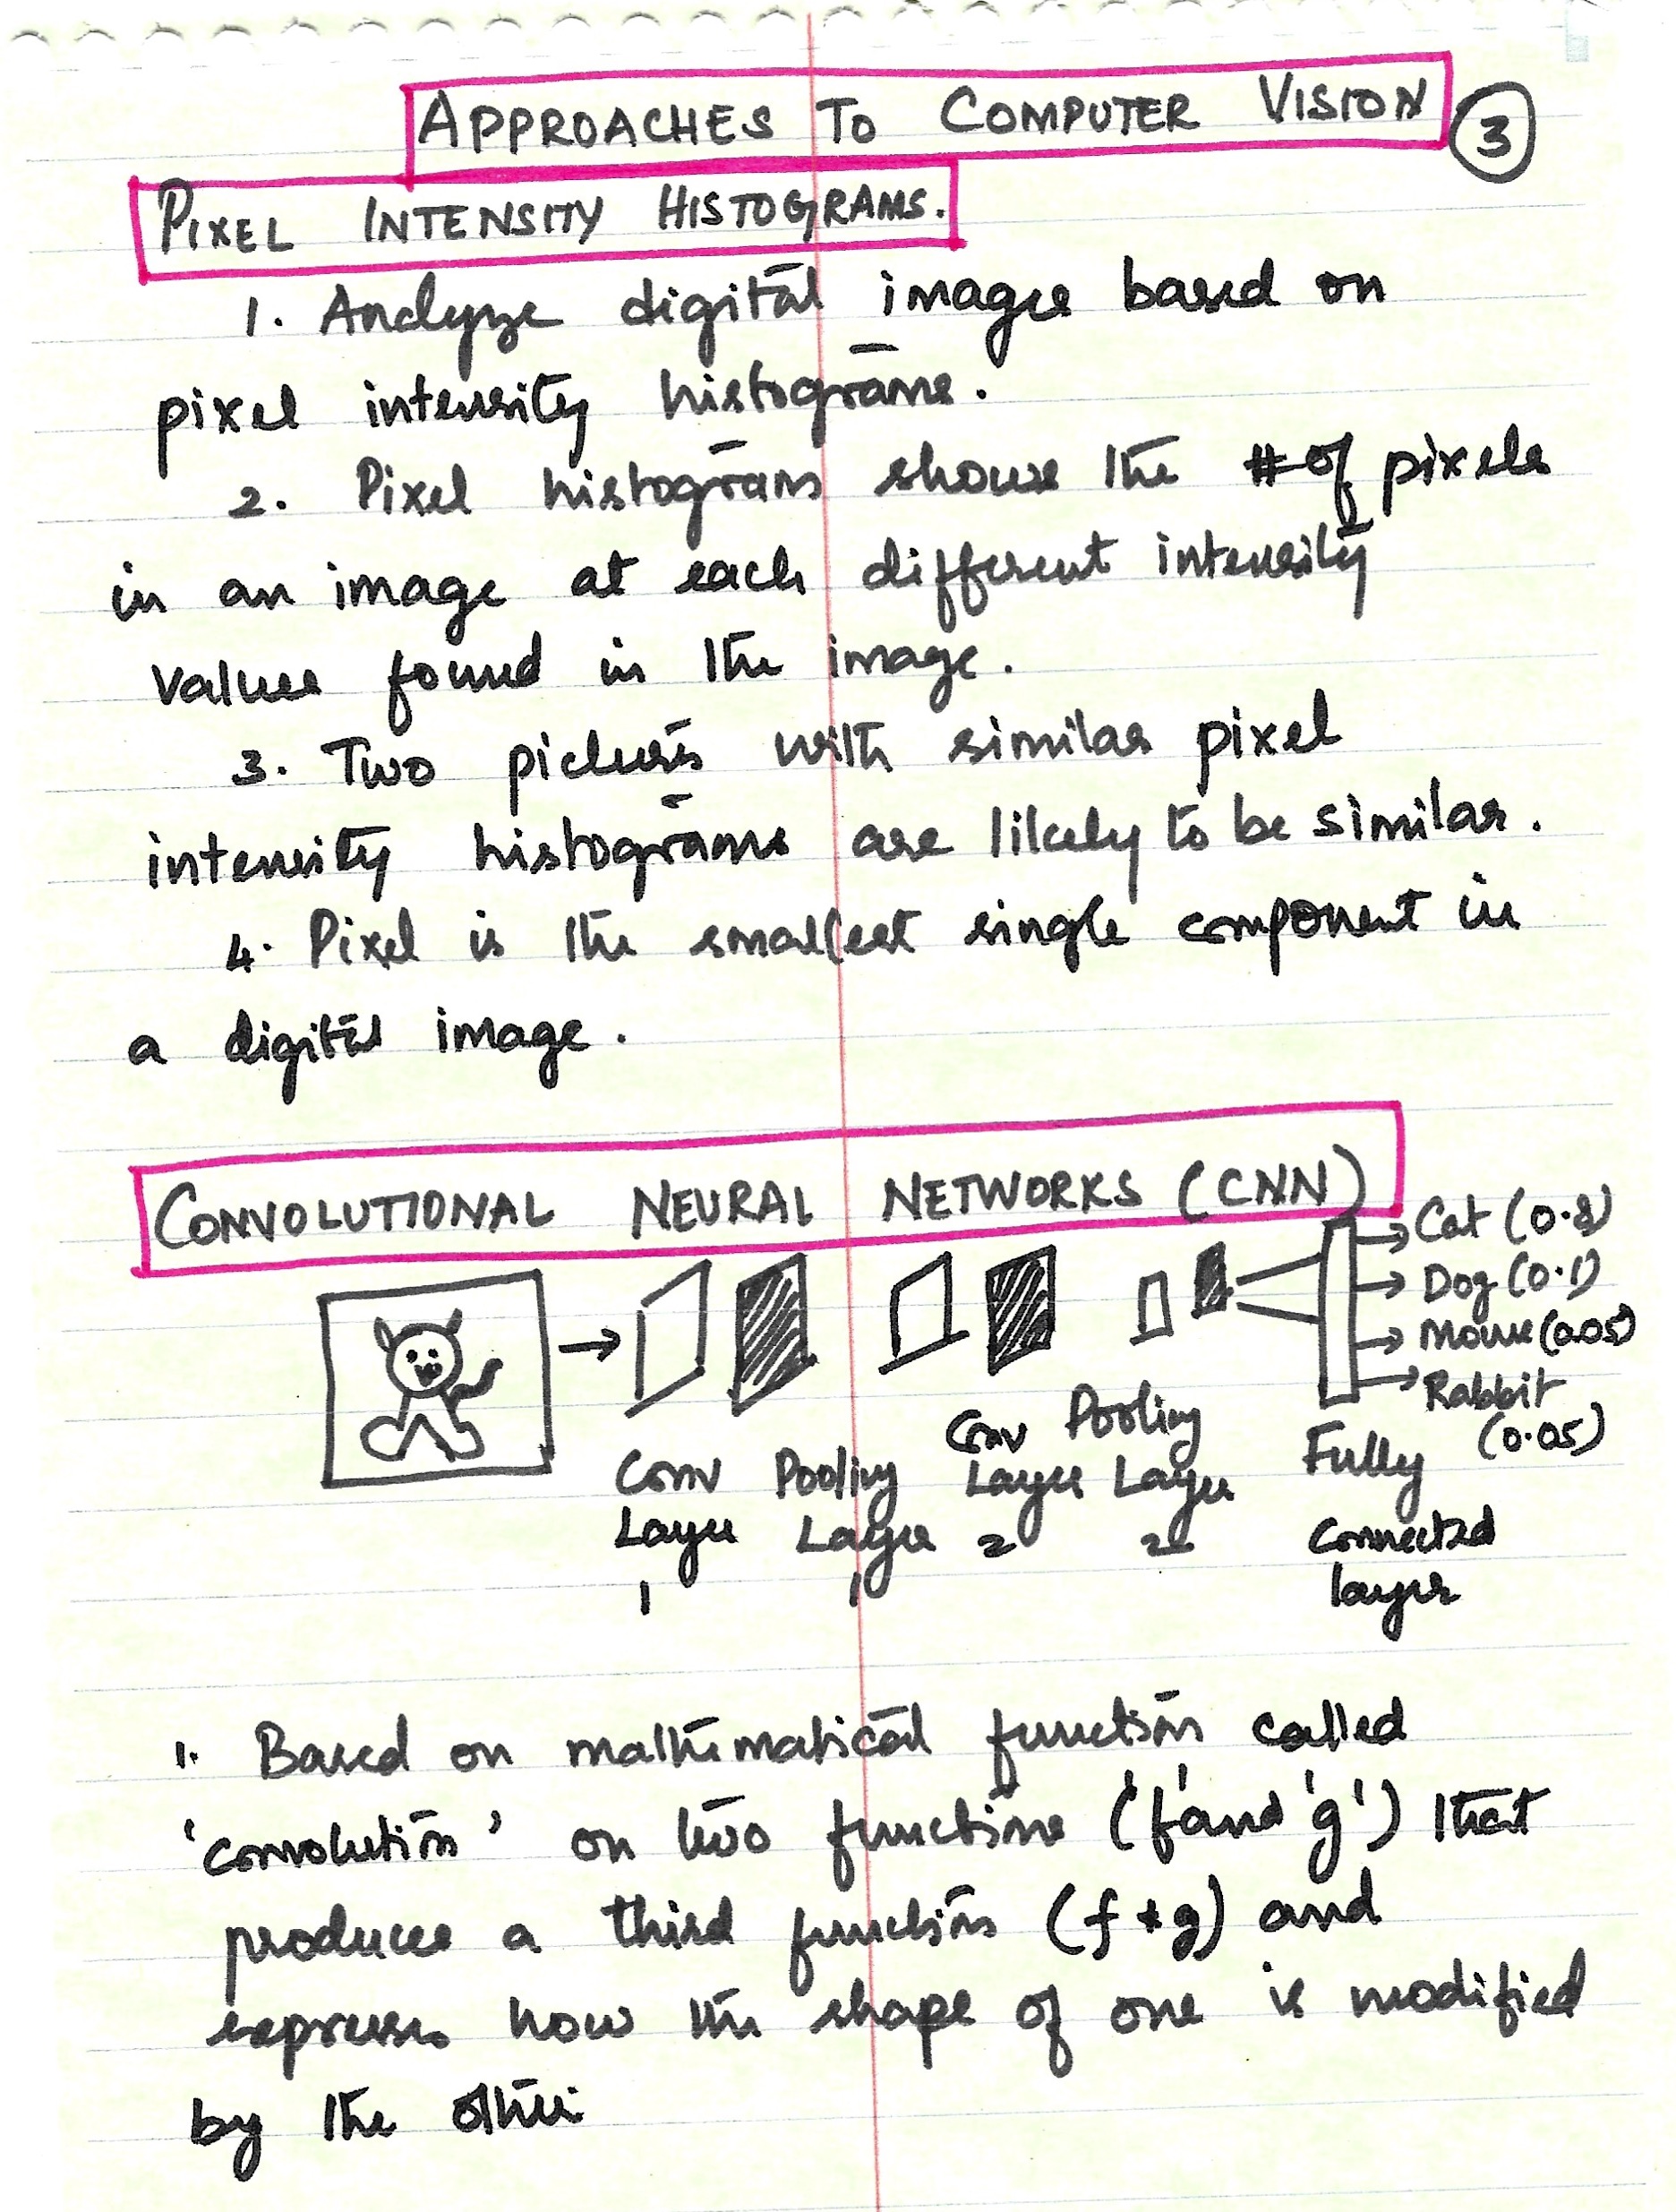 APPROACHES TO COMPUTER VISION
3
PIXEL INTENSITY HISTOGRAMS.
1. Analyze digital images based on
pixel intensity histograms.
2. Pixel histogram shows the # of pixels
in an image at each different intensity
values found in the image.
3. Two pictures with similar pixel
intensity histograms are likely to be similar.
4. Pixel is the smallest single component in
a digital image.
CONVOLUTIONAL NEURAL NETWORKS (CNN)
Cat (0.8)
Dog (0.1)
Mouse (0.05)
Rabbit
(0.05)
Conv Layer 1
Pooling Layer 1
Conv Layer 2
Pooling Layer 2
Fully Connected layer
1. Based on mathematical function called
'convolution' on two functions ('f' and 'g') that
produces a third function (f * g) and
expresses how the shape of one is modified
by the other.